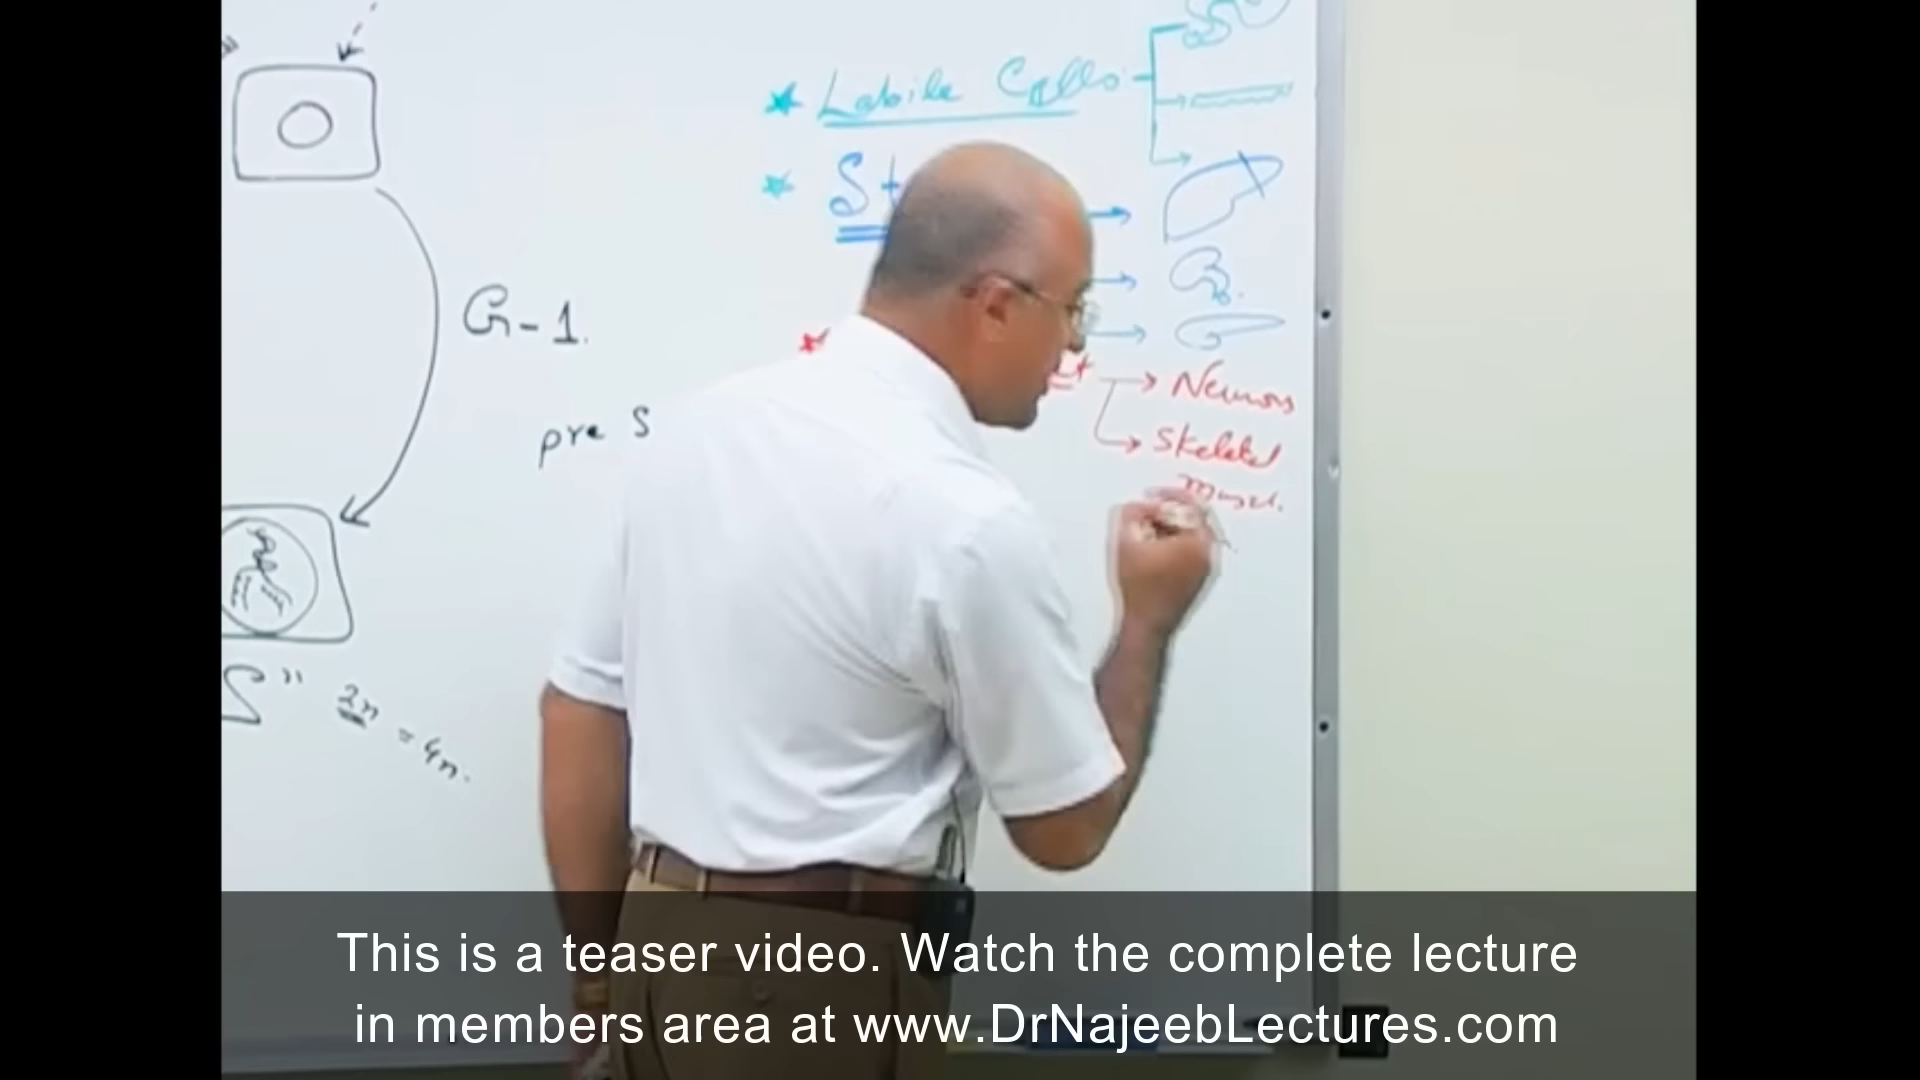 Labile Cells
St
G-1.
Neurons
pre S
Skeletal
Muscl.
S"
2n
= 4n.
This is a teaser video. Watch the complete lecture
in members area at www.DrNajeebLectures.com